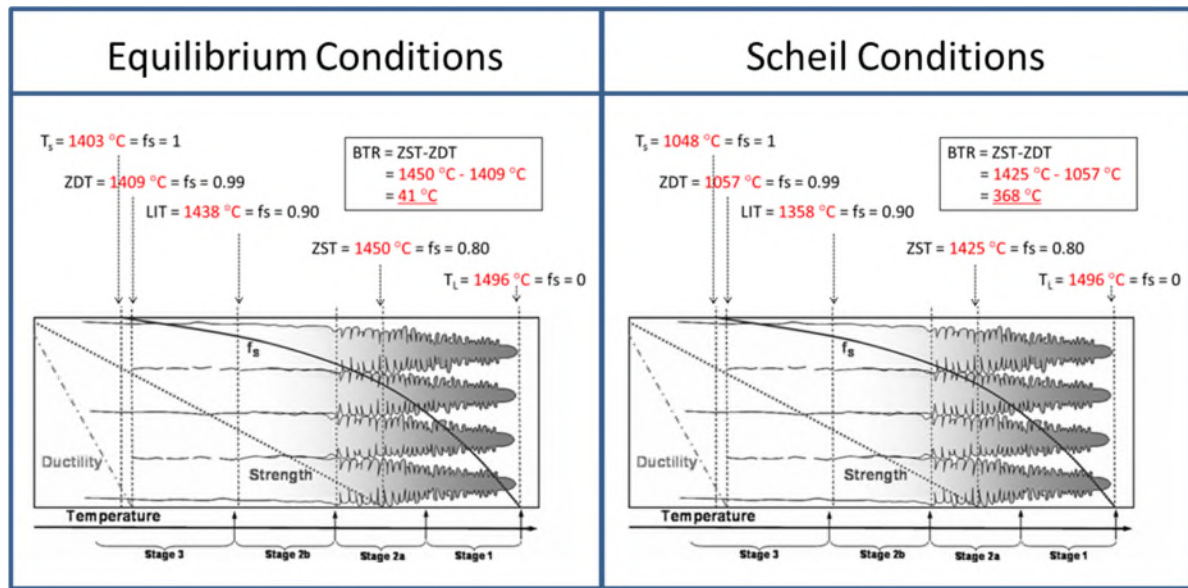 Equilibrium Conditions
Tₛ = 1403 °C = fs = 1
BTR = ZST-ZDT
= 1450 °C - 1409 °C
= 41 °C
ZDT = 1409 °C = fs = 0.99
LIT = 1438 °C = fs = 0.90
ZST = 1450 °C = fs = 0.80
T_L = 1496 °C = fs = 0
fₛ
Ductility
Strength
Temperature
Stage 3
Stage 2b
Stage 2a
Stage 1
Scheil Conditions
Tₛ = 1048 °C = fs = 1
BTR = ZST-ZDT
= 1425 °C - 1057 °C
= 368 °C
ZDT = 1057 °C = fs = 0.99
LIT = 1358 °C = fs = 0.90
ZST = 1425 °C = fs = 0.80
T_L = 1496 °C = fs = 0
fₛ
Ductility
Strength
Temperature
Stage 3
Stage 2b
Stage 2a
Stage 1